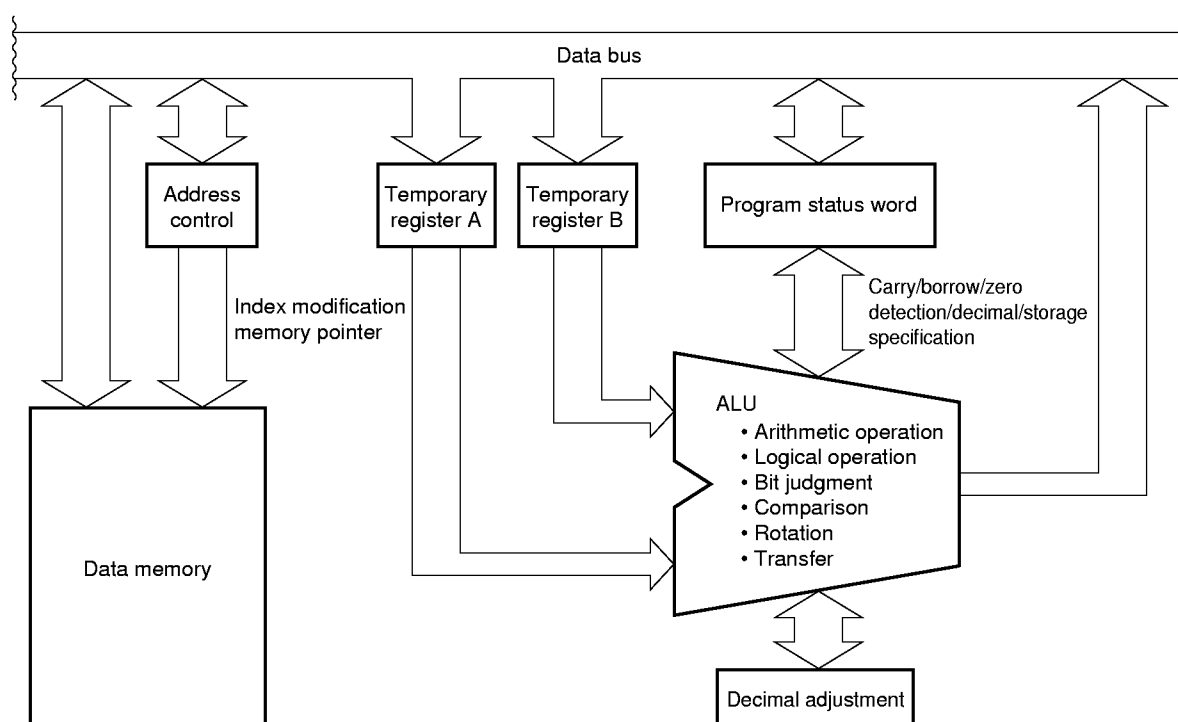 Data bus
Address
control
Temporary
register A
Temporary
register B
Program status word
Index modification
memory pointer
Carry/borrow/zero
detection/decimal/storage
specification
ALU
• Arithmetic operation
• Logical operation
• Bit judgment
• Comparison
• Rotation
• Transfer
Data memory
Decimal adjustment